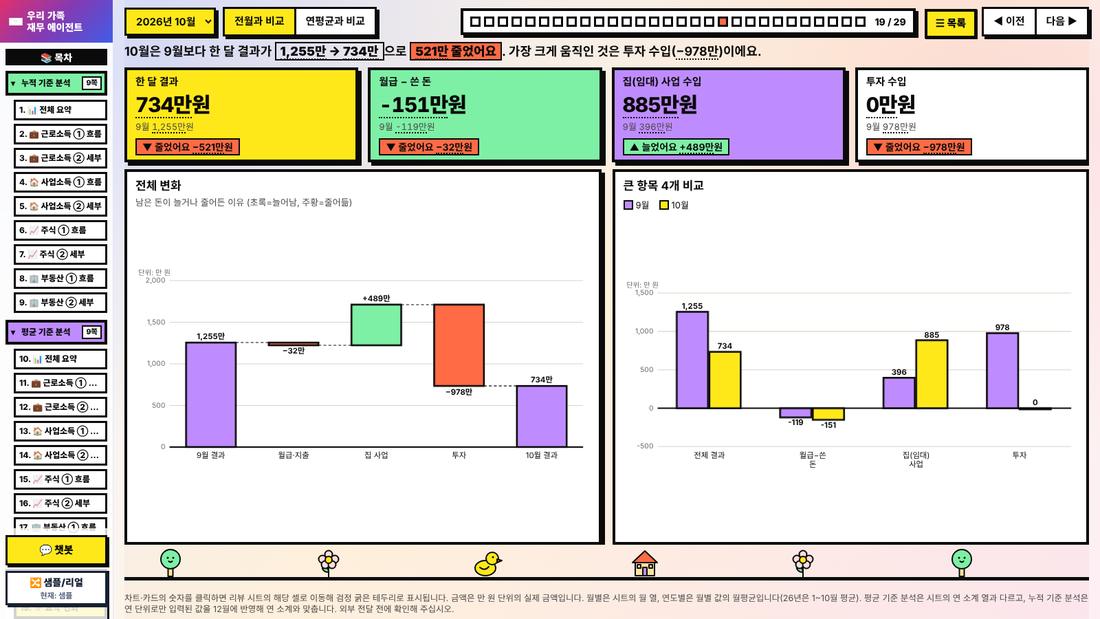 우리 가족
재무 에이전트
📚 목차
▼ 누적 기준 분석 9쪽
1. 📊 전체 요약
2. 💼 근로소득 ① 흐름
3. 💼 근로소득 ② 세부
4. 🏠 사업소득 ① 흐름
5. 🏠 사업소득 ② 세부
6. 📈 주식 ① 흐름
7. 📈 주식 ② 세부
8. 🏢 부동산 ① 흐름
9. 🏢 부동산 ② 세부
▼ 평균 기준 분석 9쪽
10. 📊 전체 요약
11. 💼 근로소득 ① ...
12. 💼 근로소득 ② ...
13. 🏠 사업소득 ① ...
14. 🏠 사업소득 ② ...
15. 📈 주식 ① 흐름
16. 📈 주식 ② 세부
17. 🏢 부동산 ① 흐름
💬 챗봇
🔀 샘플/리얼
현재: 샘플
2026년 10월
전월과 비교 연평균과 비교
19 / 29
☰ 목록
◀ 이전 다음 ▶
10월은 9월보다 한 달 결과가 1,255만 → 734만 으로 521만 줄었어요 . 가장 크게 움직인 것은 투자 수입(−978만)이에요.
한 달 결과
734만원
9월 1,255만원
▼ 줄었어요 −521만원
월급 − 쓴 돈
-151만원
9월 -119만원
▼ 줄었어요 −32만원
집(임대) 사업 수입
885만원
9월 396만원
▲ 늘었어요 +489만원
투자 수입
0만원
9월 978만원
▼ 줄었어요 −978만원
전체 변화
남은 돈이 늘거나 줄어든 이유 (초록=늘어남, 주황=줄어듦)
단위: 만 원
2,000
1,500
1,000
500
0
1,255만
−32만
+489만
−978만
734만
9월 결과
월급·지출
집 사업
투자
10월 결과
큰 항목 4개 비교
9월 10월
단위: 만 원
1,500
1,000
500
0
-500
1,255
734
-119
-151
396
885
978
0
전체 결과
월급−쓴
돈
집(임대)
사업
투자
차트·카드의 숫자를 클릭하면 리뷰 시트의 해당 셀로 이동해 검정 굵은 테두리로 표시됩니다. 금액은 만 원 단위의 실제 금액입니다. 월별은 시트의 월 열, 연도별은 월별 값의 월평균입니다(26년은 1~10월 평균). 평균 기준 분석은 시트의 연 소계 열과 다르고, 누적 기준 분석은
연 단위로만 입력된 값을 12월에 반영해 연 소계와 맞춥니다. 외부 전달 전에 확인해 주십시오.